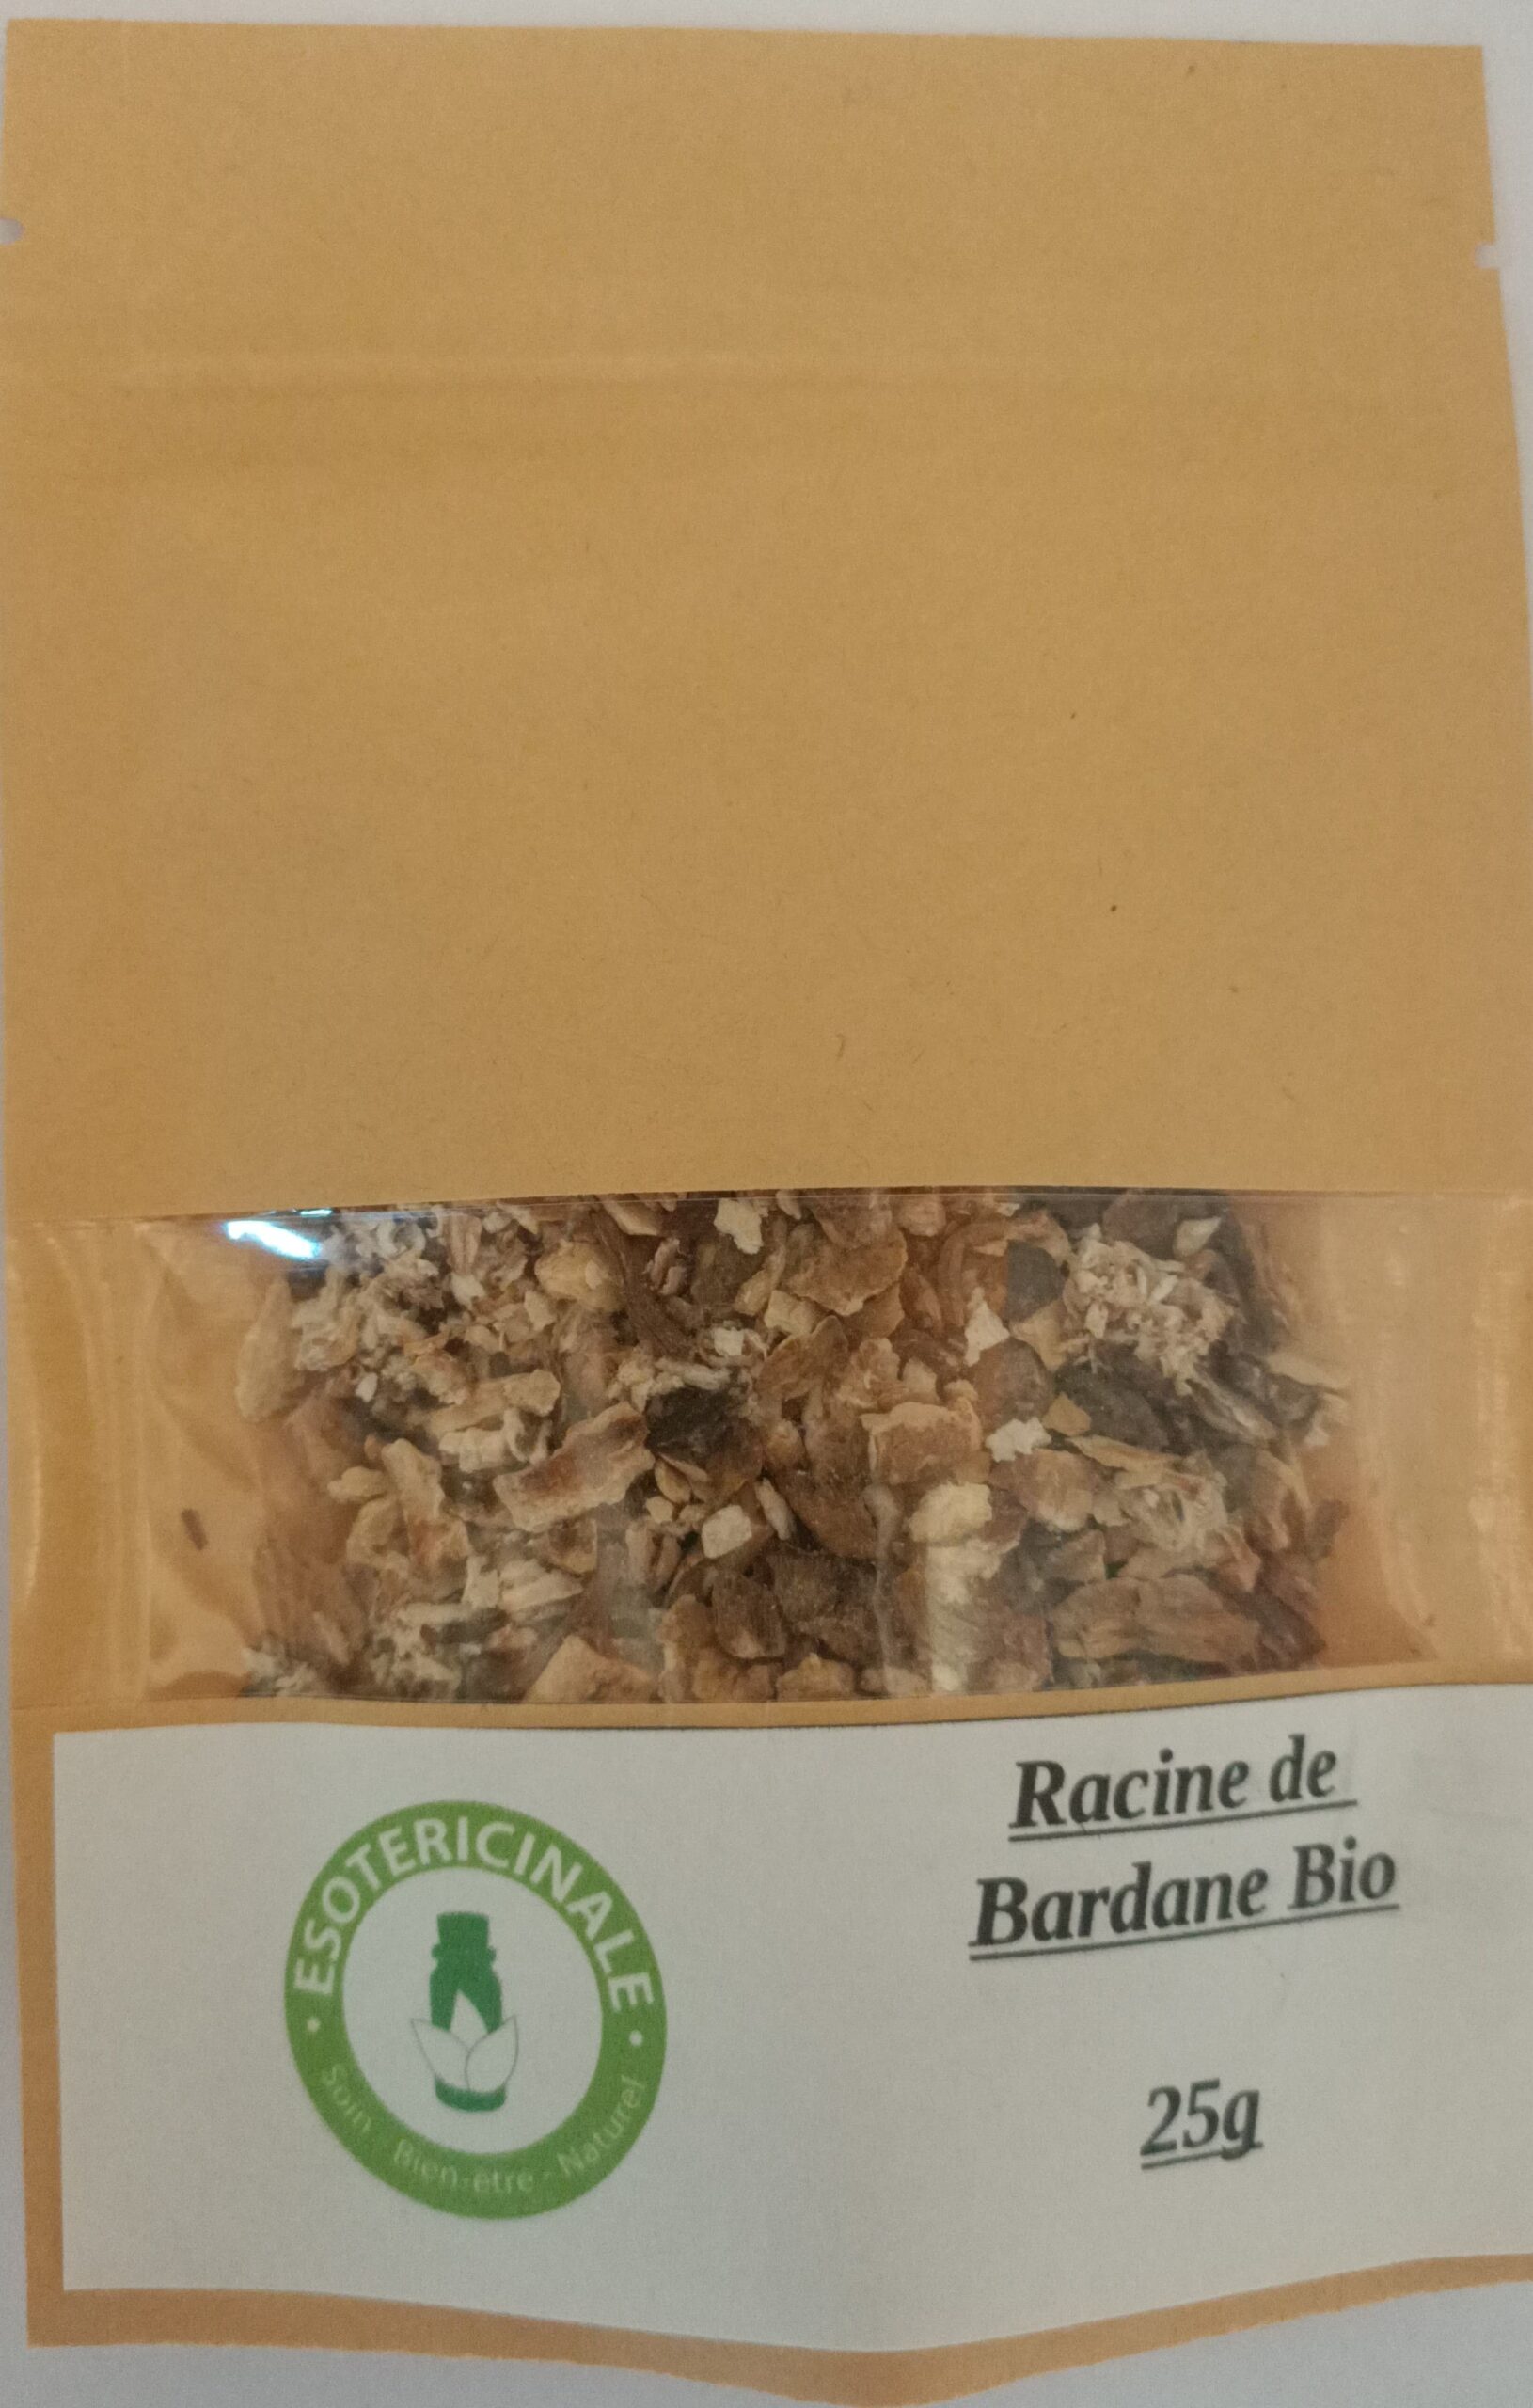 ESOTERICINALE
Soin - Bien-être - Naturel
Racine de
Bardane Bio
25g